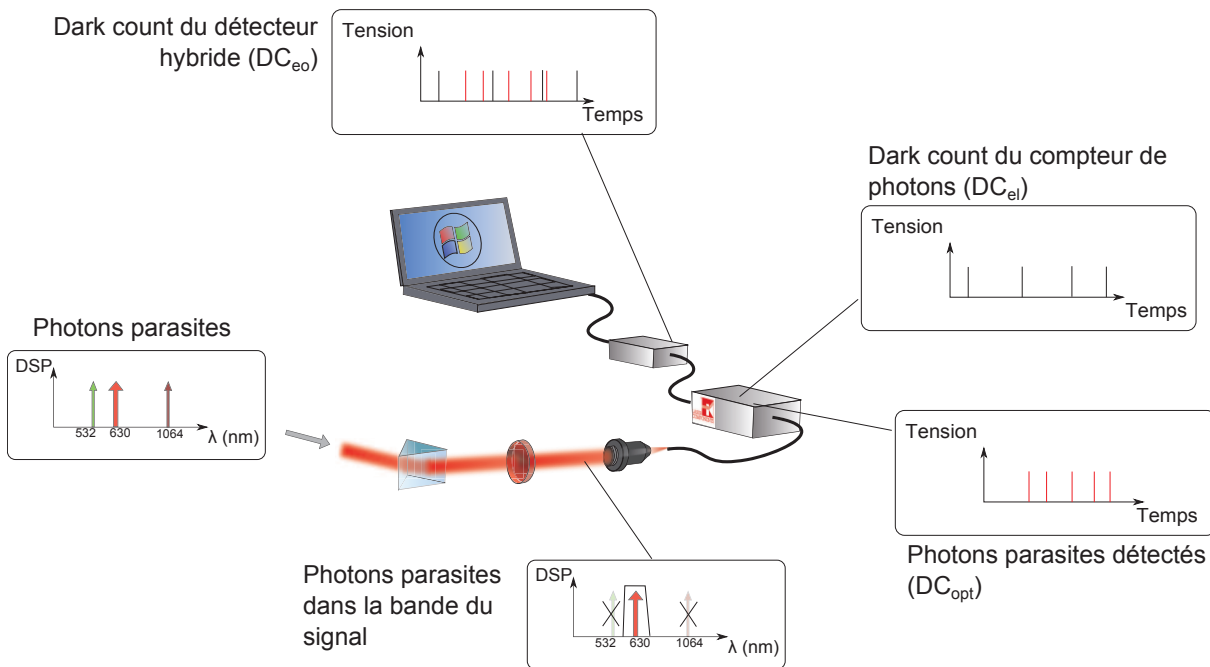 Dark count du détecteur
hybride (DCeo)
Tension
Temps
Dark count du compteur de
photons (DCel)
Tension
Temps
Photons parasites
DSP
532 630 1064 λ (nm)
Tension
Temps
Photons parasites détectés
(DCopt)
Photons parasites
dans la bande du
signal
DSP
532 630 1064 λ (nm)